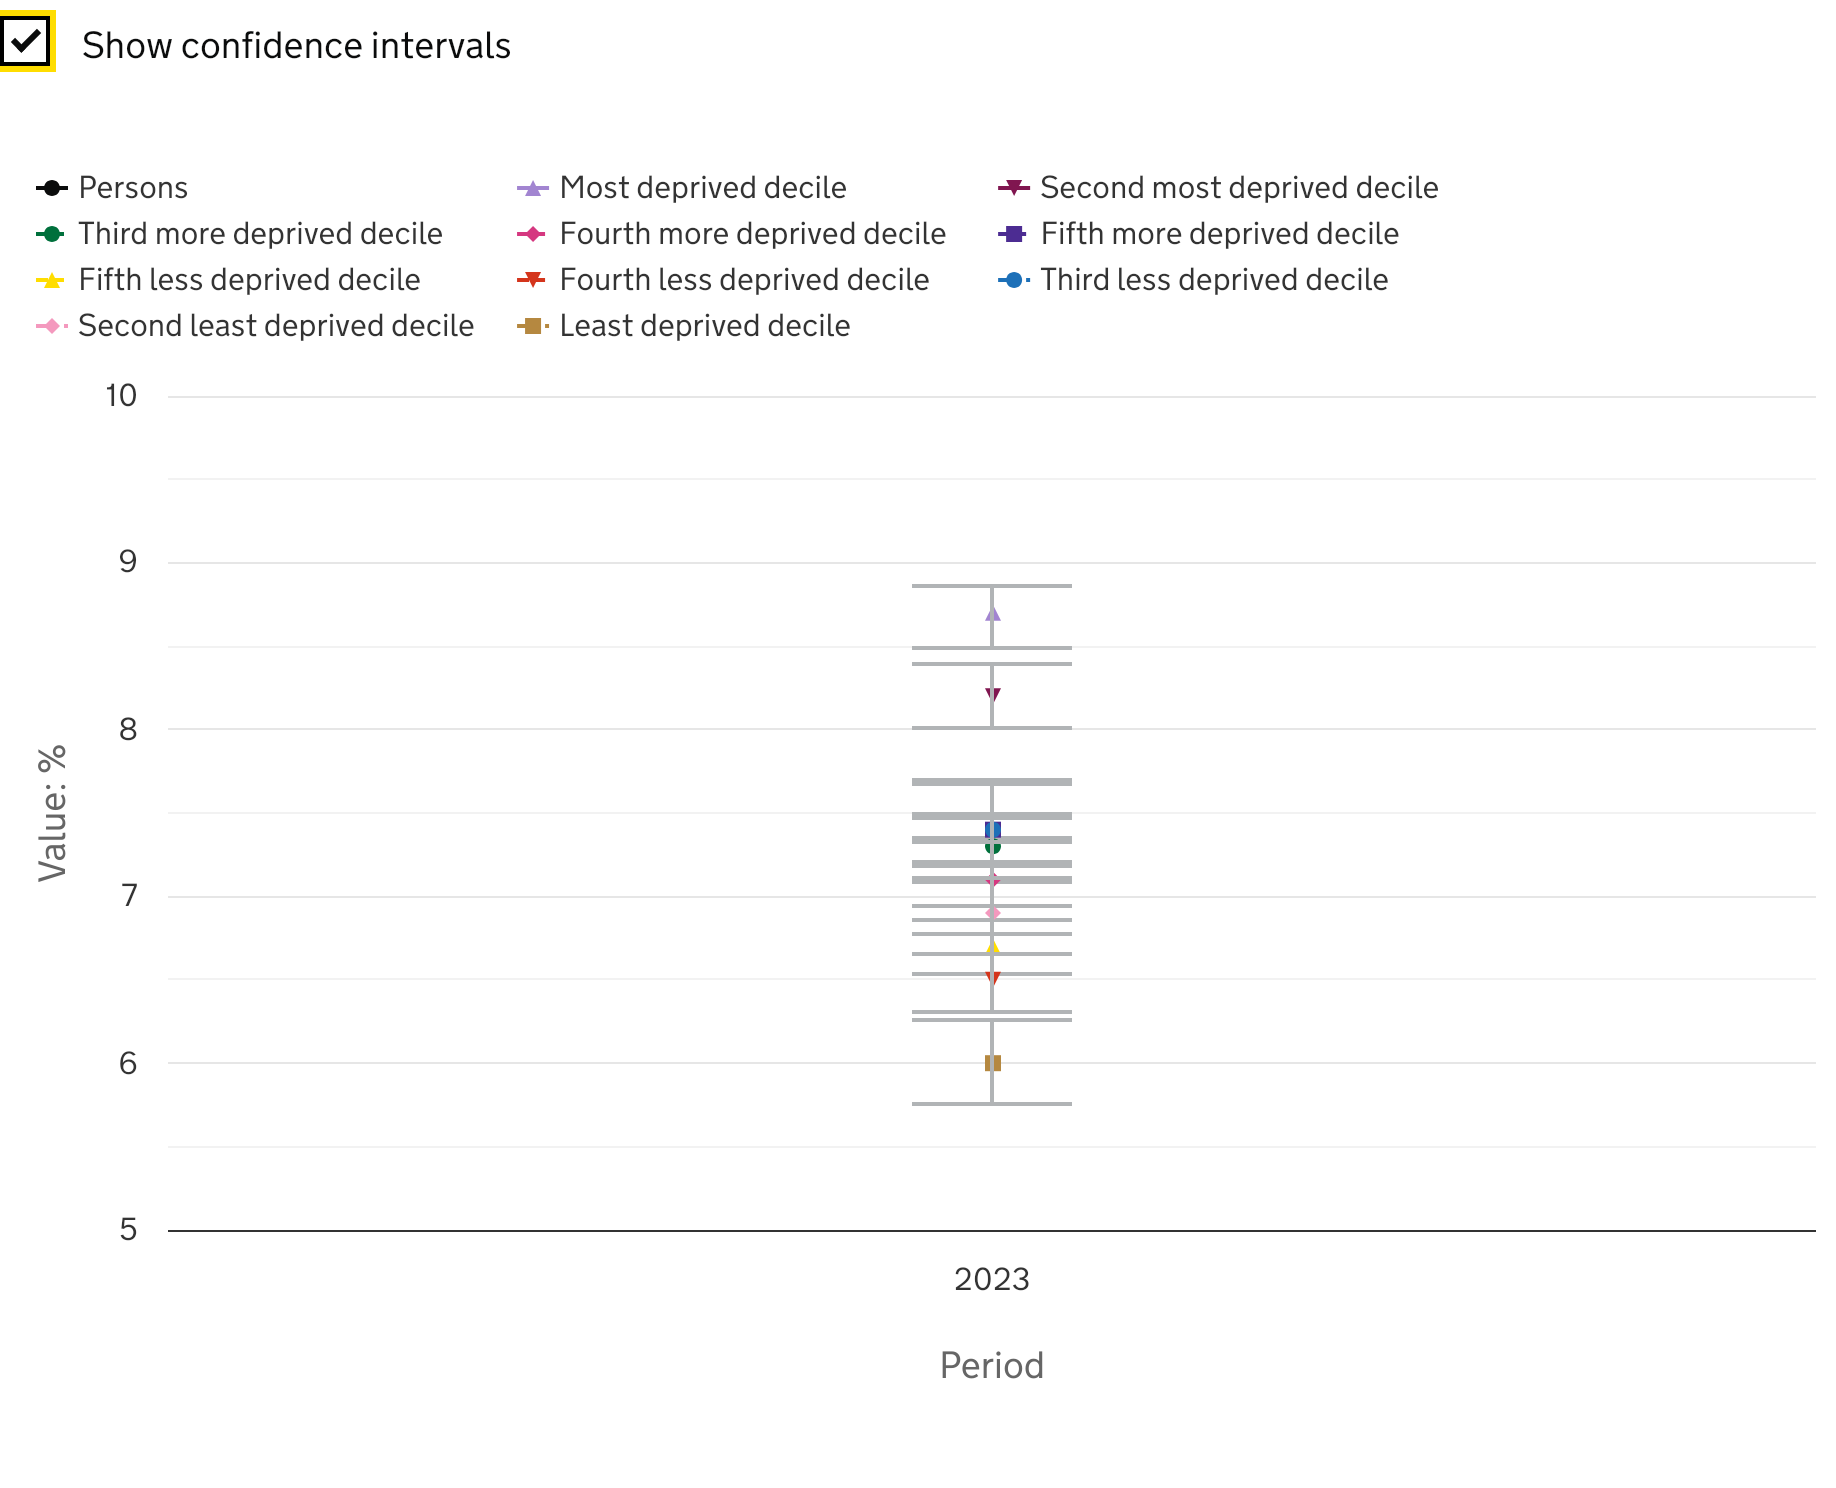 Show confidence intervals
Persons Most deprived decile Second most deprived decile
Third more deprived decile Fourth more deprived decile Fifth more deprived decile
Fifth less deprived decile Fourth less deprived decile Third less deprived decile
Second least deprived decile Least deprived decile
10
9
8
7
6
5
Value: %
2023
Period